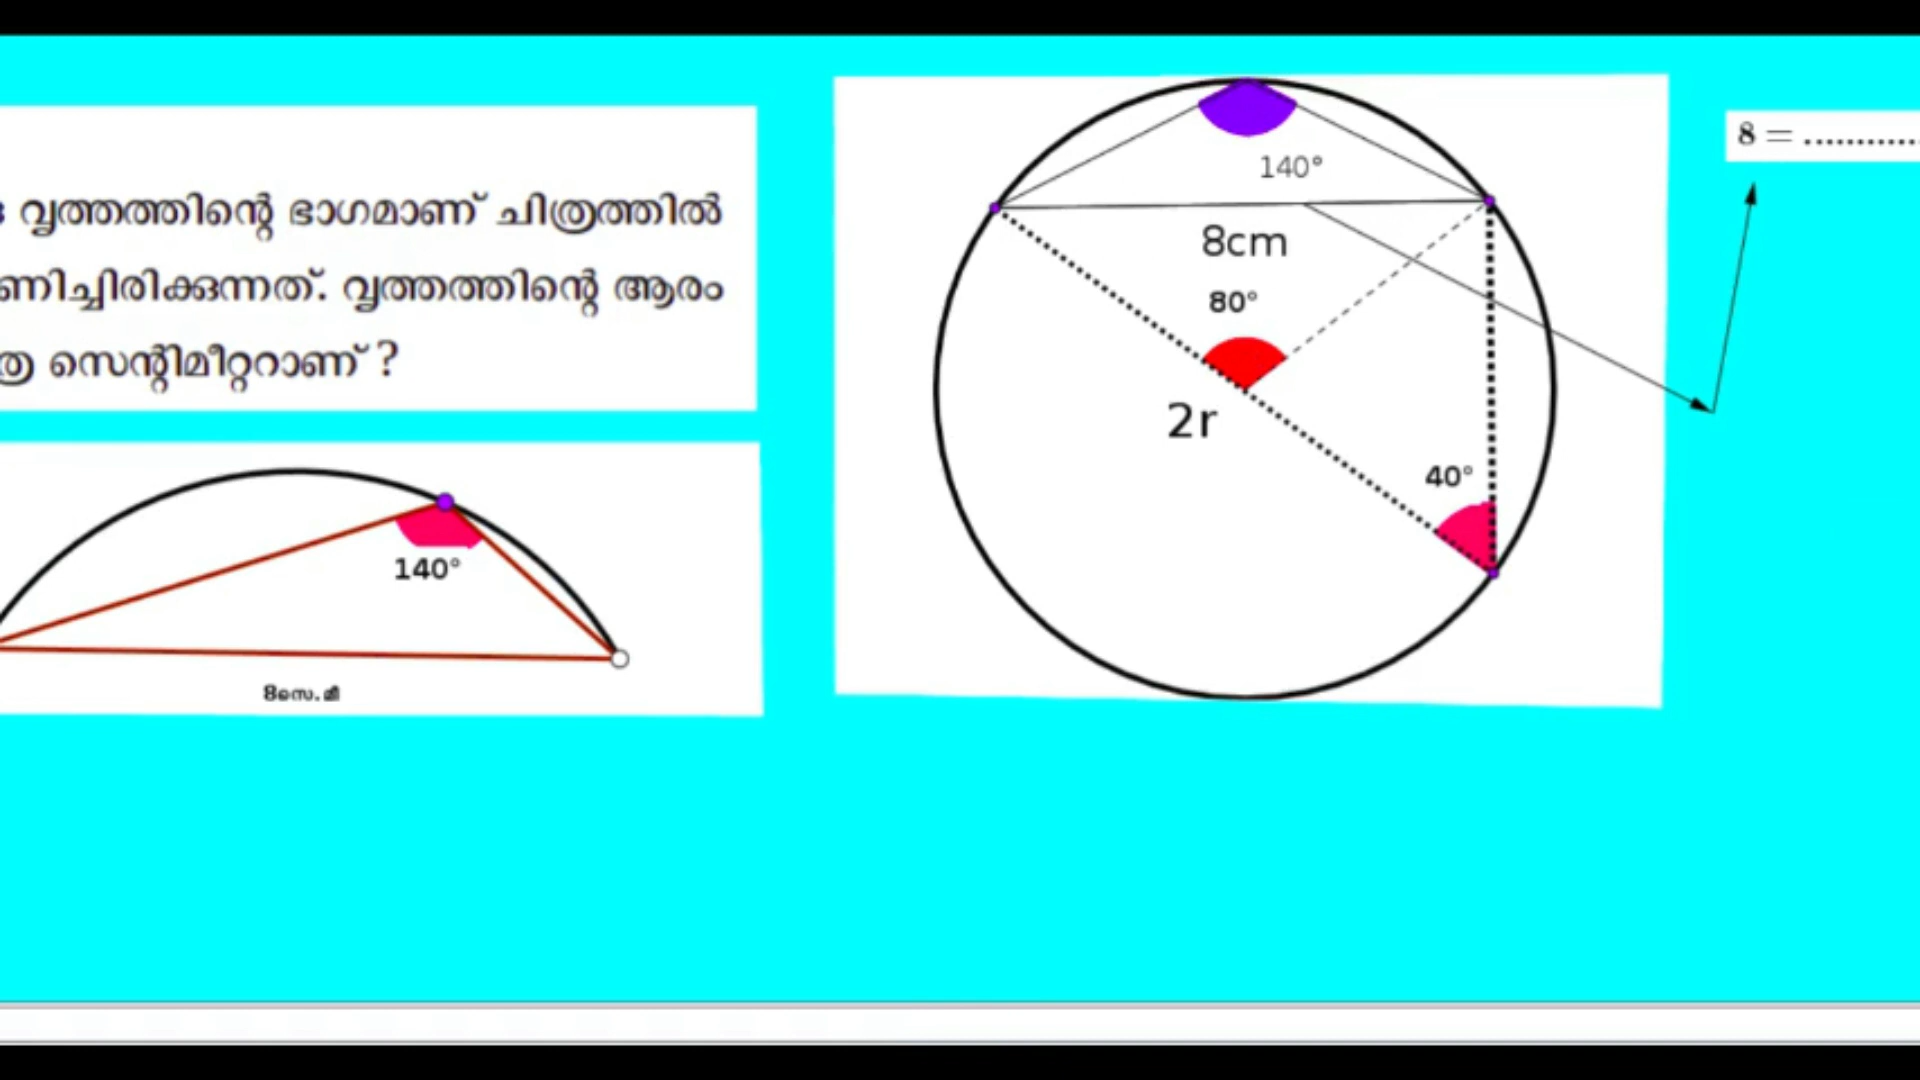 വൃത്തത്തിന്റെ ഭാഗമാണ് ചിത്രത്തിൽ
ണിച്ചിരിക്കുന്നത്. വൃത്തത്തിന്റെ ആരം
ത്ര സെന്റിമീറ്ററാണ് ?
140°
8സെ.മീ
140°
8cm
80°
2r
40°
8 = ..............